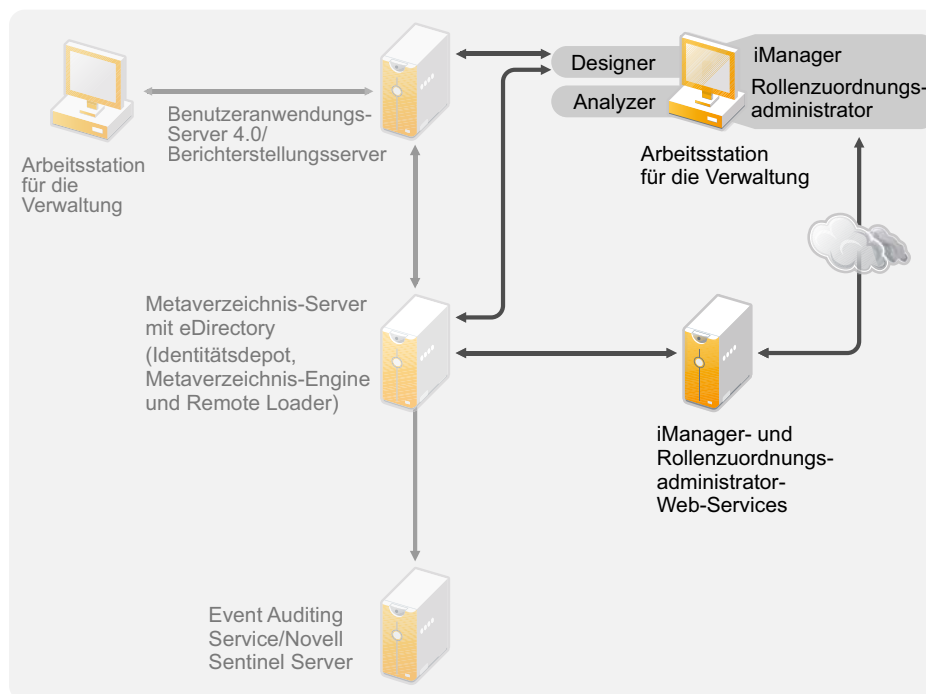 Designer
Analyzer
iManager
Rollenzuordnungs-
administrator
Arbeitsstation
für die
Verwaltung
Benutzeranwendungs-
Server 4.0/
Berichterstellungsserver
Arbeitsstation
für die Verwaltung
Metaverzeichnis-Server
mit eDirectory
(Identitätsdepot,
Metaverzeichnis-Engine
und Remote Loader)
iManager- und
Rollenzuordnungs-
administrator-
Web-Services
Event Auditing
Service/Novell
Sentinel Server